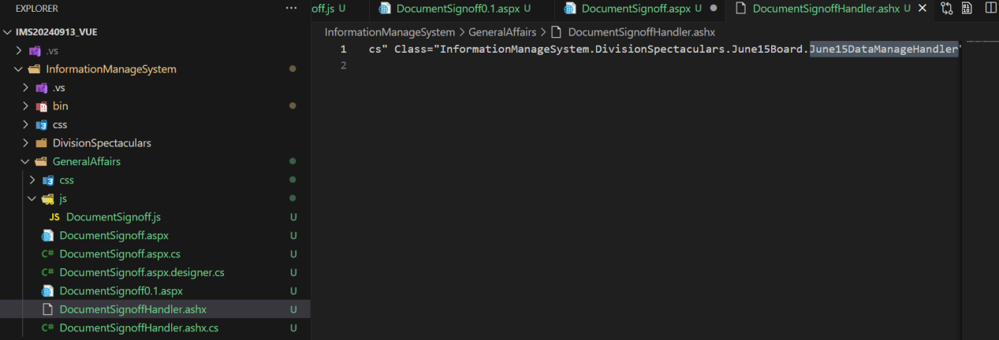 EXPLORER
IMS20240913_VUE
.vs
InformationManageSystem
.vs
bin
css
DivisionSpectaculars
GeneralAffairs
css
js
JS DocumentSignoff.js U
DocumentSignoff.aspx U
C# DocumentSignoff.aspx.cs U
C# DocumentSignoff.aspx.designer.cs U
DocumentSignoff0.1.aspx U
DocumentSignoffHandler.ashx U
C# DocumentSignoffHandler.ashx.cs U
off.js U DocumentSignoff0.1.aspx U DocumentSignoff.aspx U DocumentSignoffHandler.ashx U
InformationManageSystem > GeneralAffairs > DocumentSignoffHandler.ashx
1 cs" Class="InformationManageSystem.DivisionSpectaculars.June15Board.June15DataManageHandler"
2